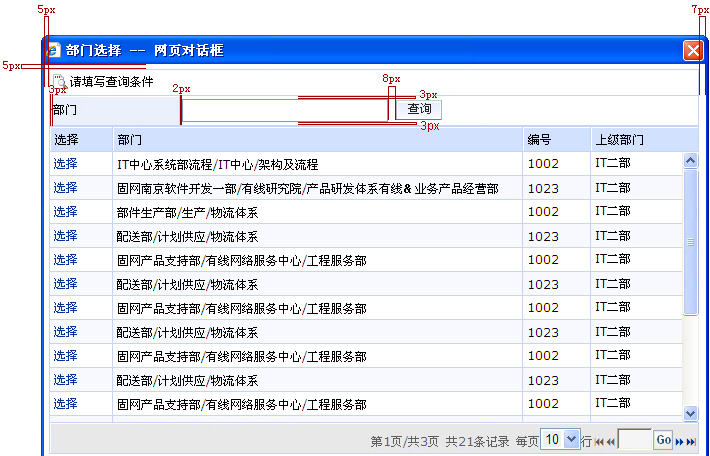 5px
7px
部门选择 -- 网页对话框
5px
请填写查询条件
8px
3px
2px
3px
部门
查询
3px
选择 部门 编号 上级部门
选择 IT中心系统部流程/IT中心/架构及流程 1002 IT二部
选择 固网南京软件开发一部/有线研究院/产品研发体系有线&业务产品经营部 1023 IT二部
选择 部件生产部/生产/物流体系 1002 IT二部
选择 配送部/计划供应/物流体系 1023 IT二部
选择 固网产品支持部/有线网络服务中心/工程服务部 1002 IT二部
选择 配送部/计划供应/物流体系 1023 IT二部
选择 固网产品支持部/有线网络服务中心/工程服务部 1002 IT二部
选择 配送部/计划供应/物流体系 1023 IT二部
选择 固网产品支持部/有线网络服务中心/工程服务部 1002 IT二部
选择 配送部/计划供应/物流体系 1023 IT二部
选择 固网产品支持部/有线网络服务中心/工程服务部 1002 IT二部
第1页/共3页 共21条记录 每页 10 行 Go